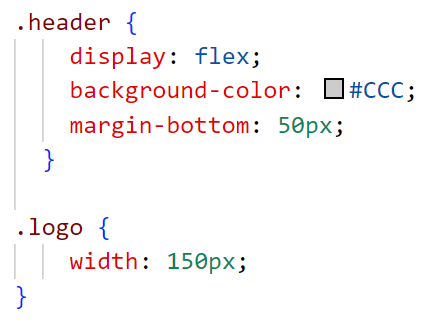 .header {
    display: flex;
    background-color: #CCC;
    margin-bottom: 50px;
  }

.logo {
    width: 150px;
}